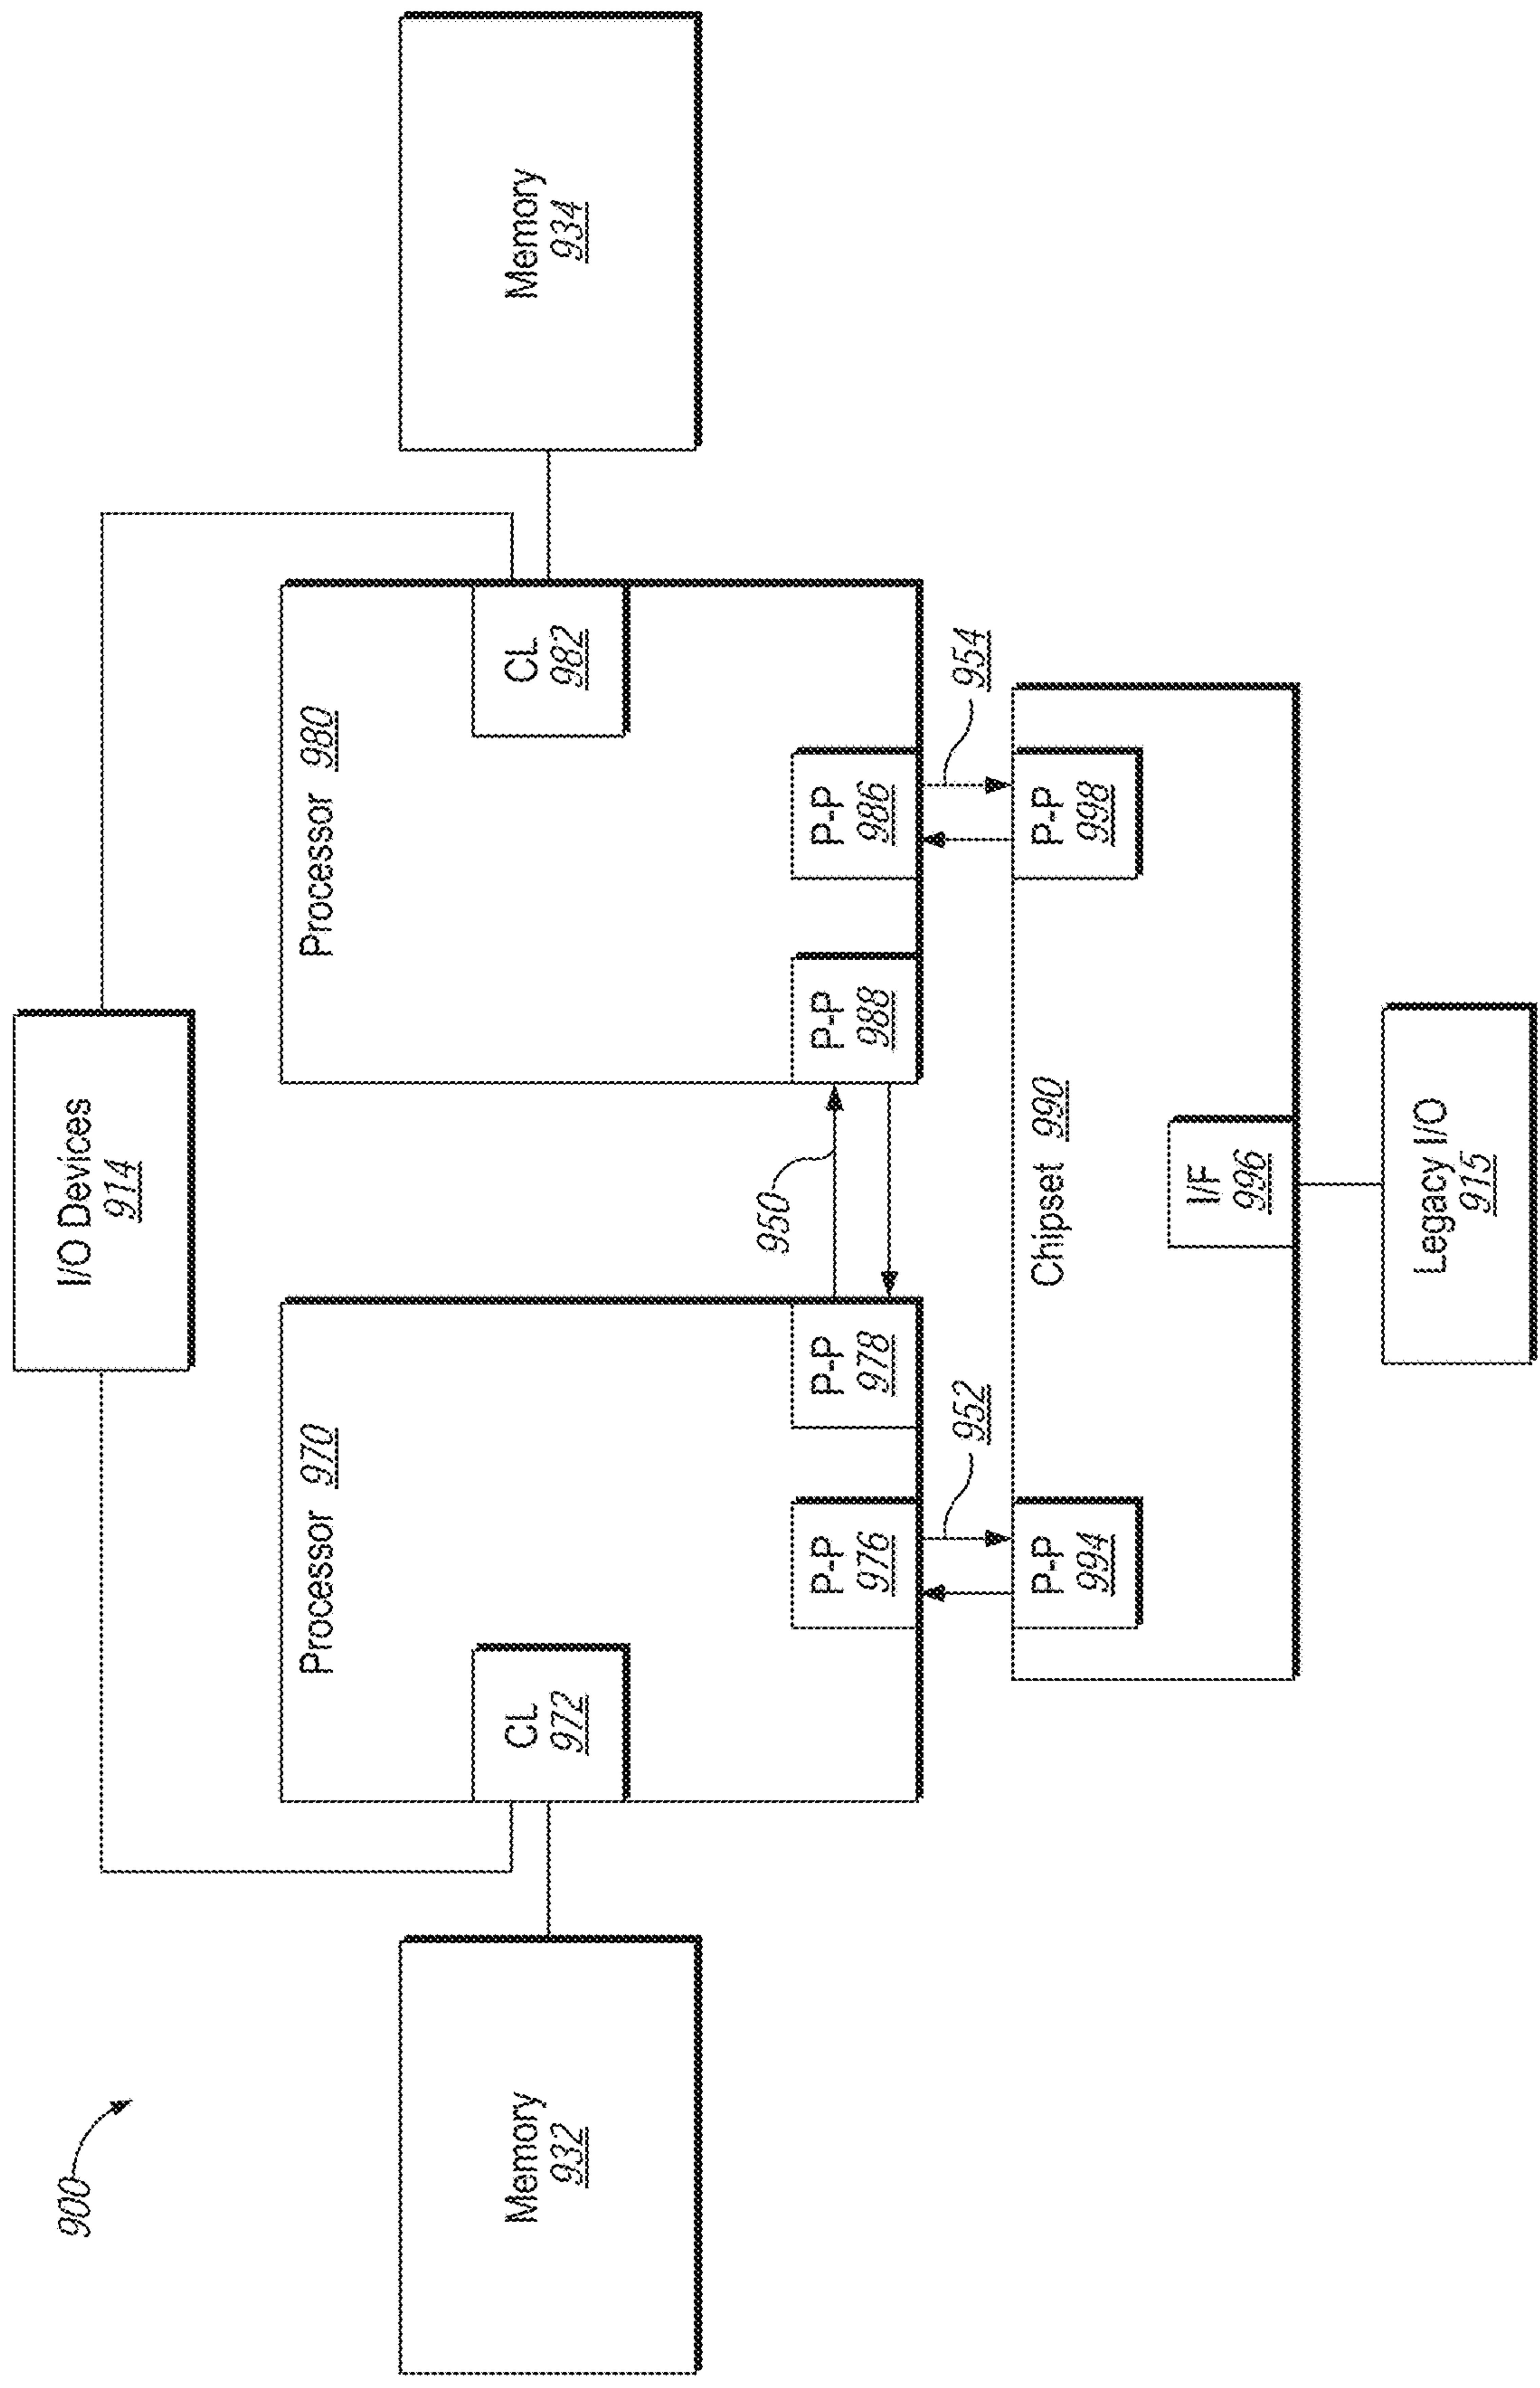 900
I/O Devices
914
Memory
932
Processor 970
CL
972
P-P
976
P-P
978
950
Processor 980
CL
982
P-P
988
P-P
986
Memory
934
952
954
Chipset 990
P-P
994
P-P
998
I/F
996
Legacy I/O
915